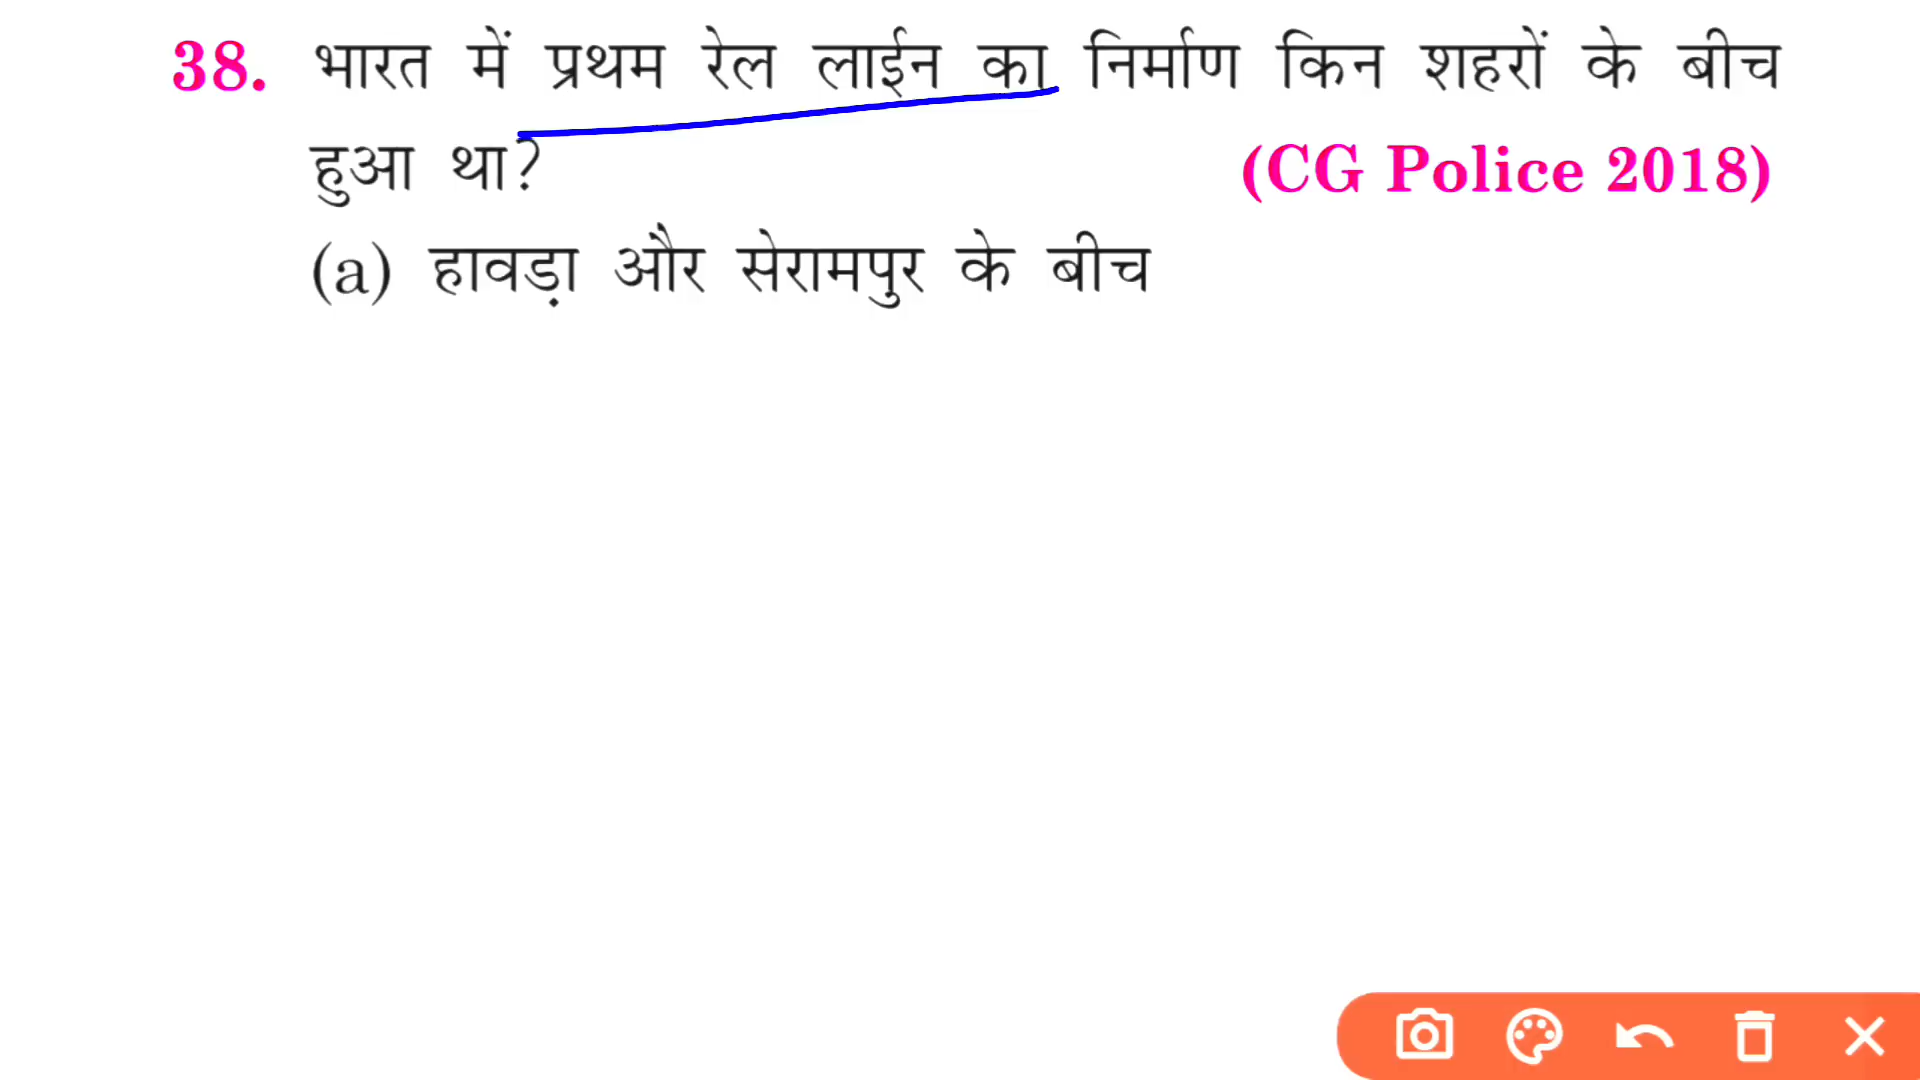 38. भारत में प्रथम रेल लाईन का निर्माण किन शहरों के बीच
हुआ था? (CG Police 2018)
(a) हावड़ा और सेरामपुर के बीच